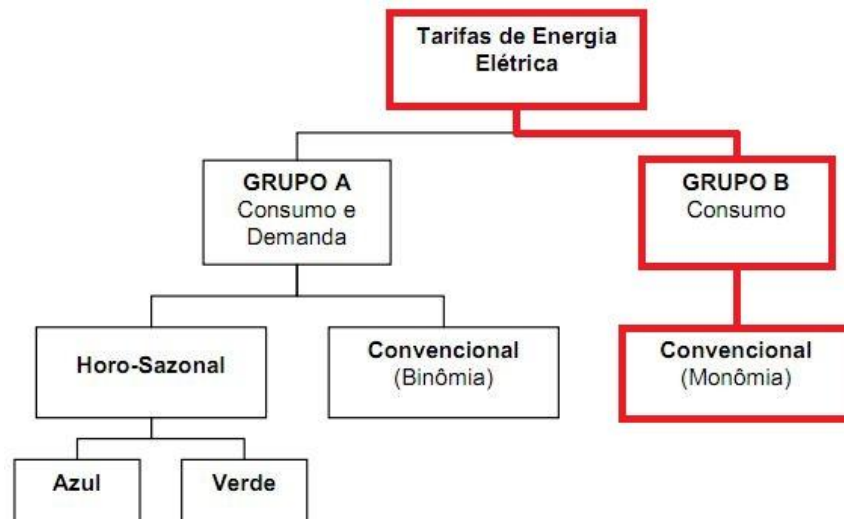 Tarifas de Energia
Elétrica
GRUPO A
Consumo e
Demanda
GRUPO B
Consumo
Horo-Sazonal
Convencional
(Binômia)
Convencional
(Monômia)
Azul
Verde